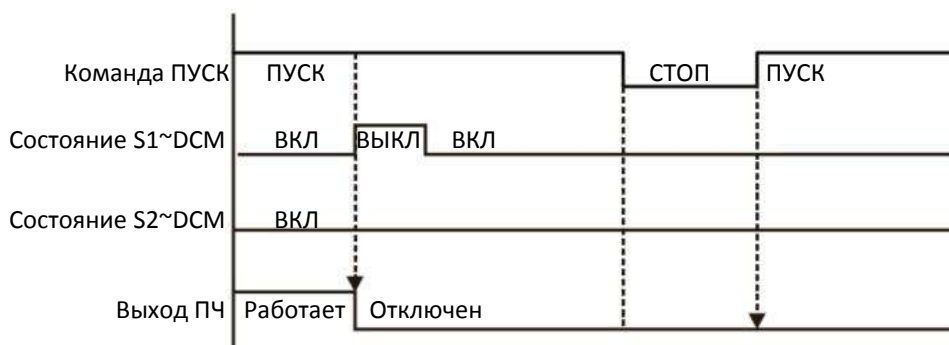 Команда ПУСК ПУСК СТОП ПУСК
Состояние S1~DCM ВКЛ ВЫКЛ ВКЛ
Состояние S2~DCM ВКЛ
Выход ПЧ Работает Отключен